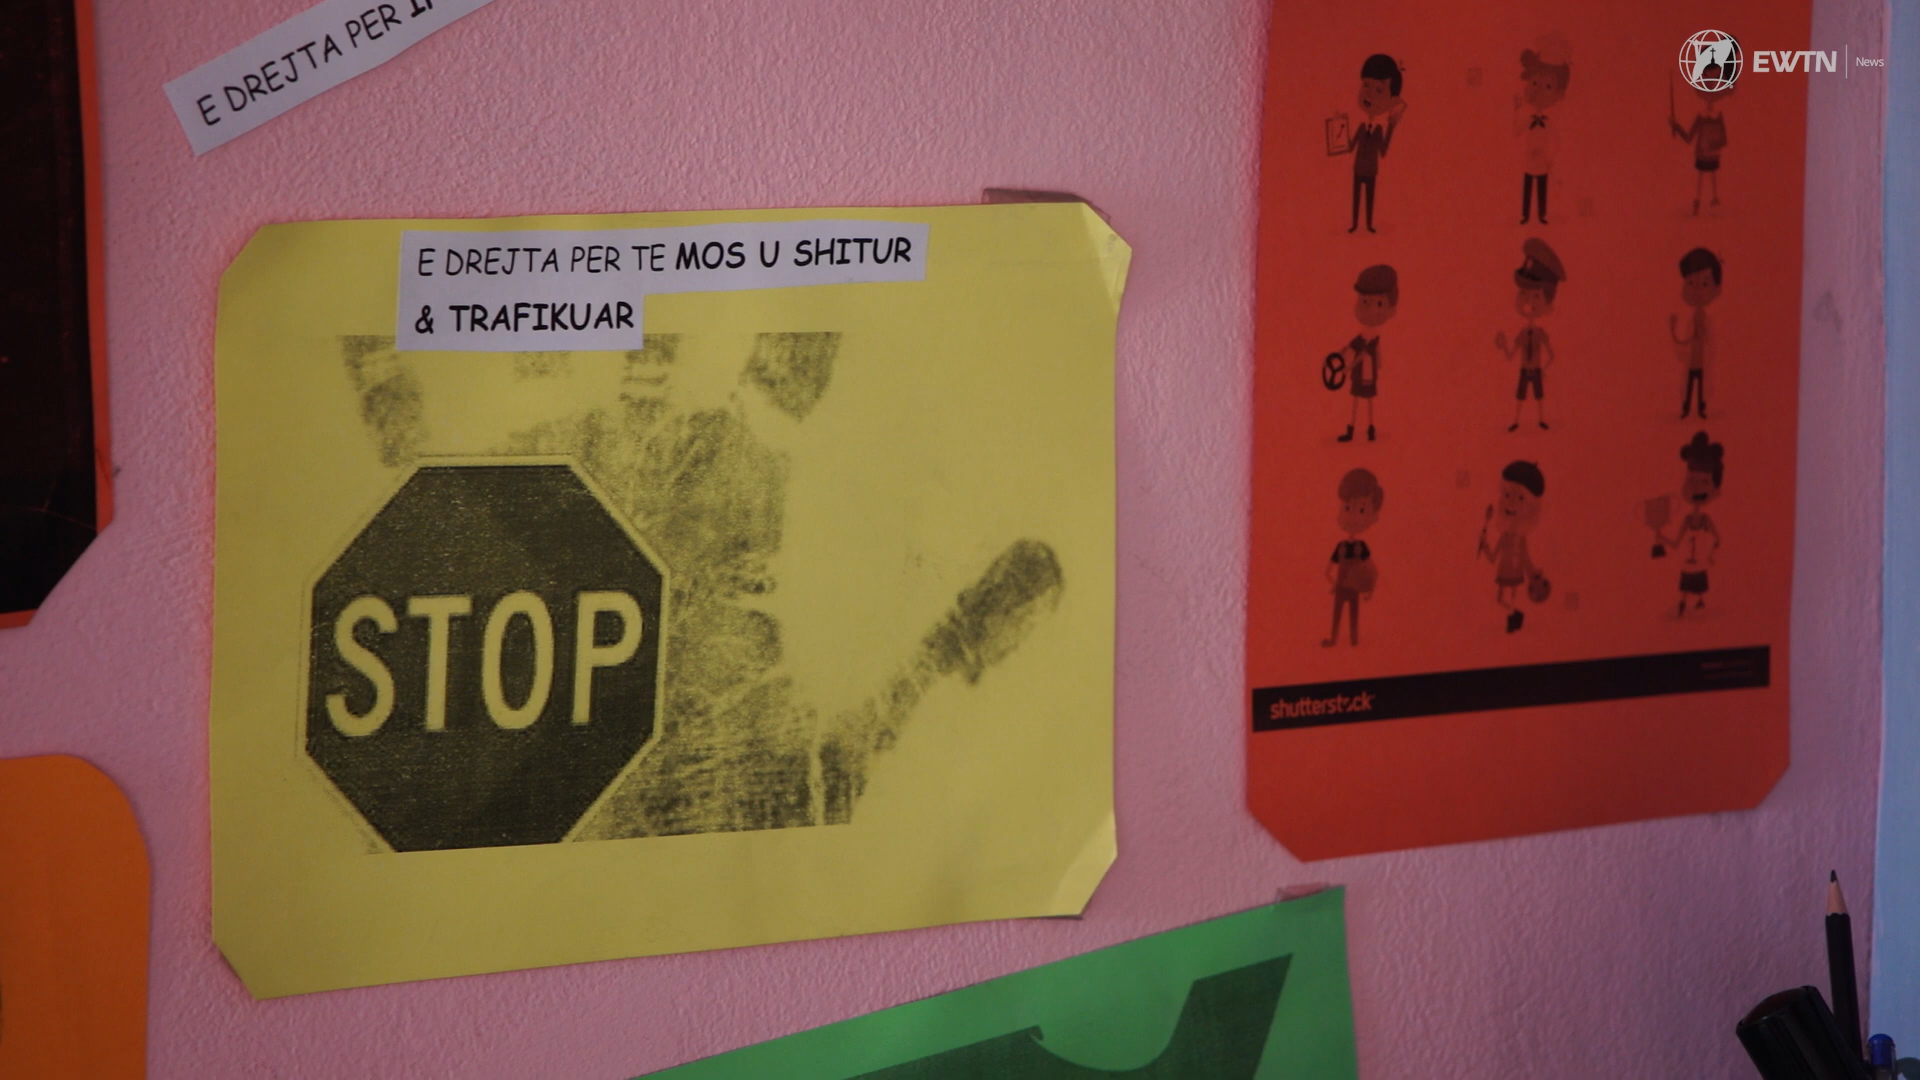 E DREJTA PER
EWTN News
E DREJTA PER TE MOS U SHITUR
& TRAFIKUAR
STOP
shutterstock